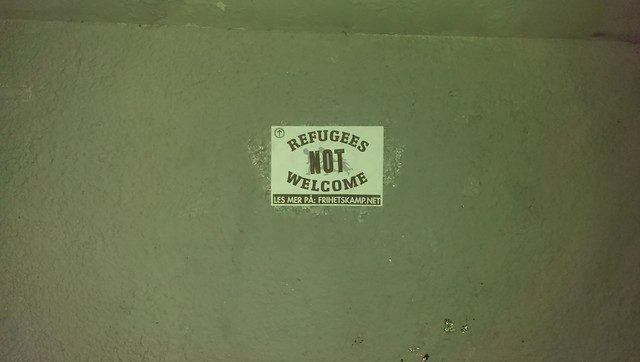 REFUGEES
NOT
WELCOME
LES MER PÅ: FRIHETSKAMP.NET